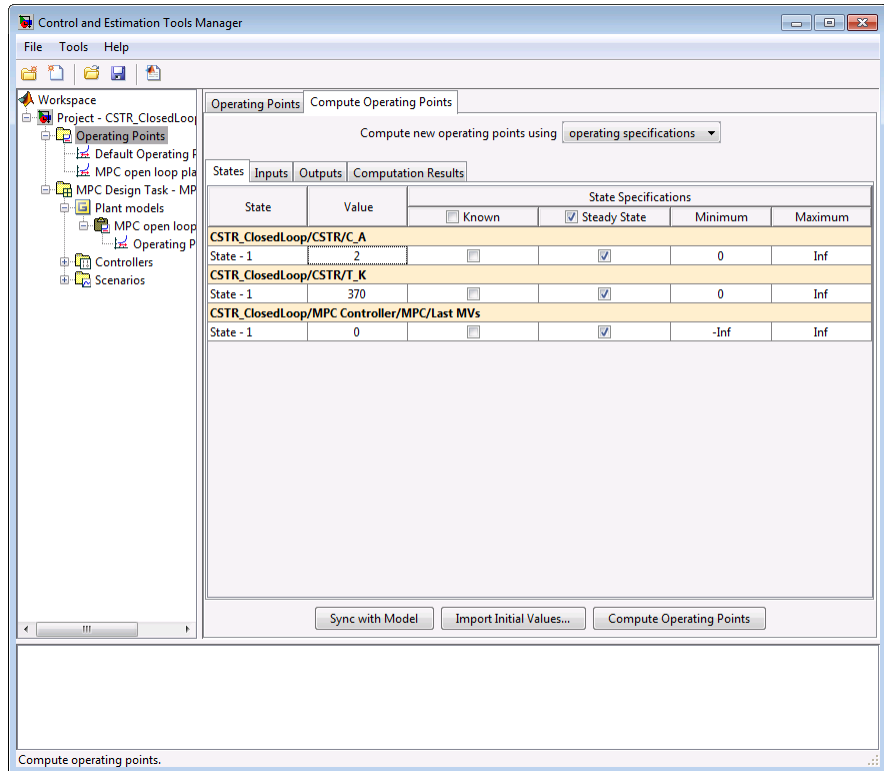 Control and Estimation Tools Manager
File Tools Help
Workspace
Project - CSTR_ClosedLoop
Operating Points
Default Operating P
MPC open loop pla
MPC Design Task - MP
Plant models
MPC open loop
Operating P
Controllers
Scenarios
Operating Points Compute Operating Points
Compute new operating points using operating specifications
States Inputs Outputs Computation Results
State Value State Specifications
Known Steady State Minimum Maximum
CSTR_ClosedLoop/CSTR/C_A
State - 1 2 0 Inf
CSTR_ClosedLoop/CSTR/T_K
State - 1 370 0 Inf
CSTR_ClosedLoop/MPC Controller/MPC/Last MVs
State - 1 0 -Inf Inf
Sync with Model Import Initial Values... Compute Operating Points
Compute operating points.